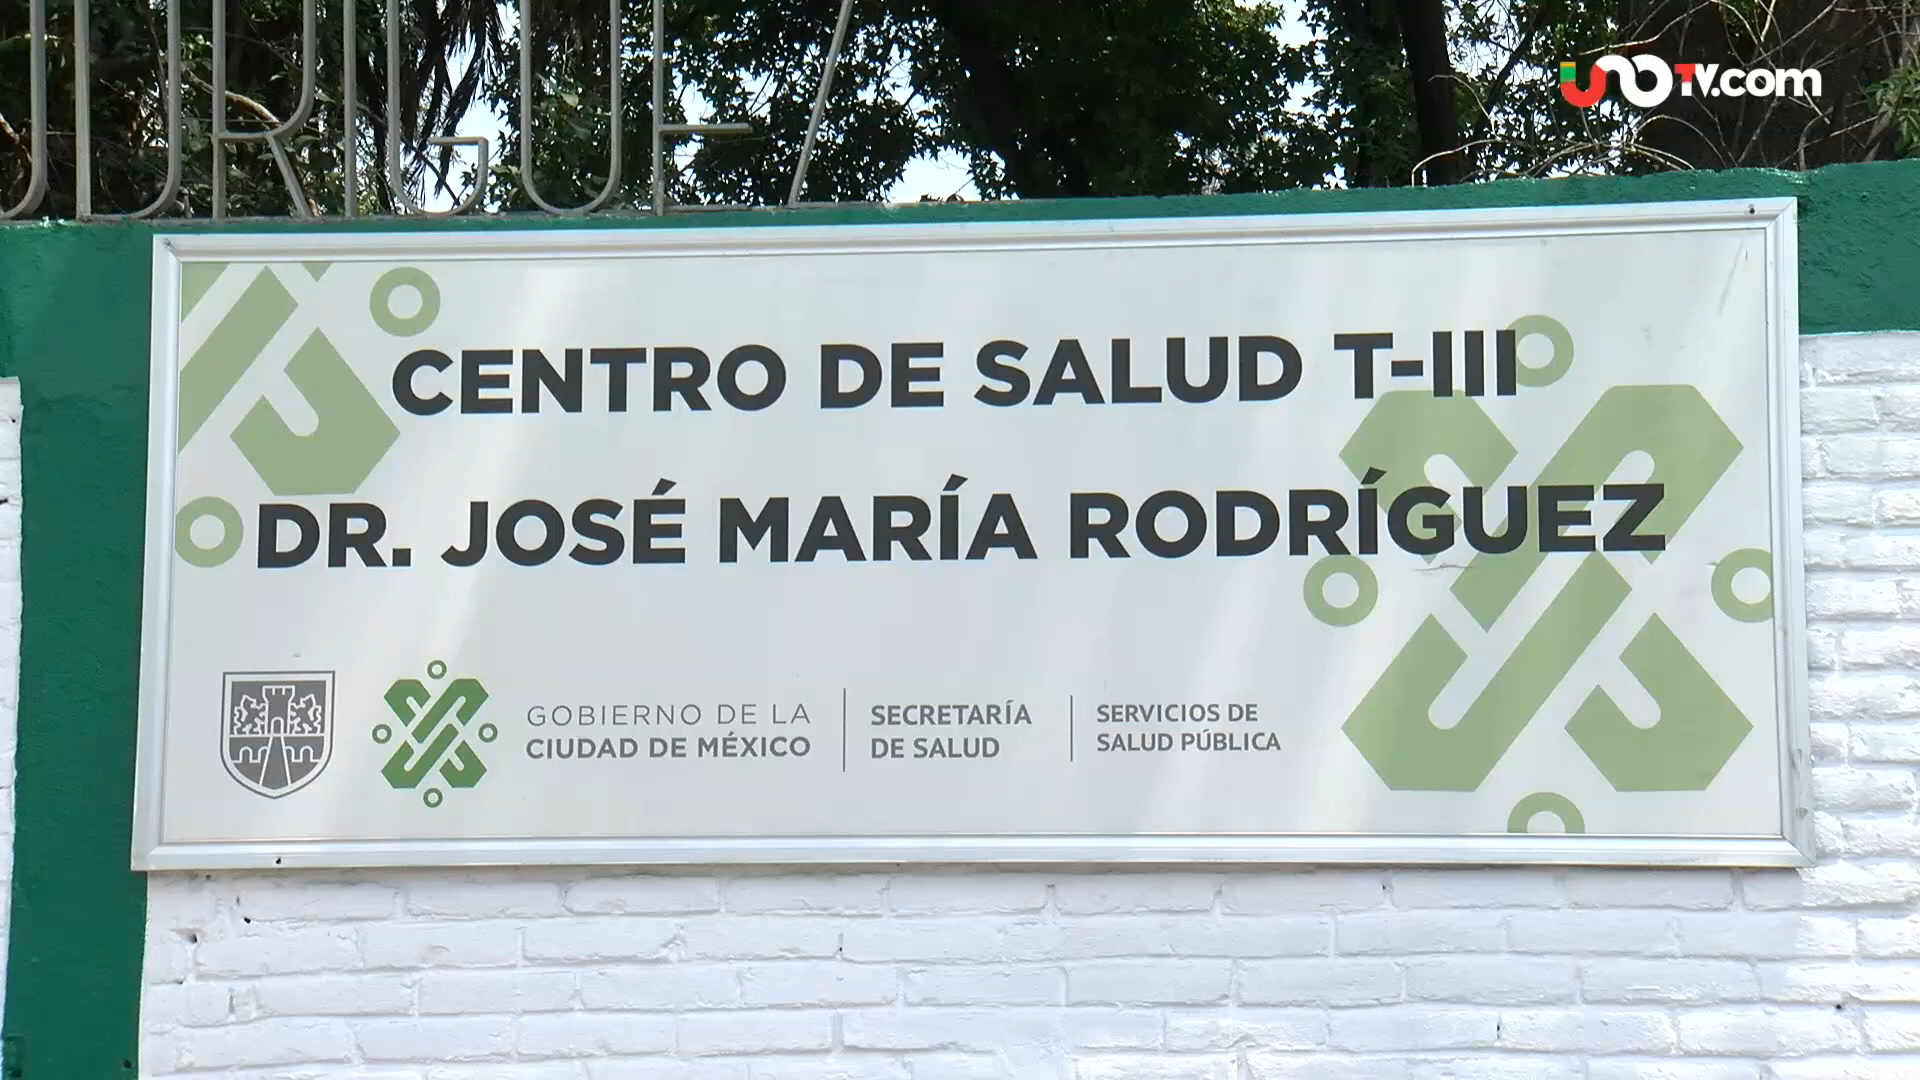 UNOTV.com
CENTRO DE SALUD T-III
DR. JOSÉ MARÍA RODRÍGUEZ
GOBIERNO DE LA
CIUDAD DE MÉXICO
SECRETARÍA
DE SALUD
SERVICIOS DE
SALUD PÚBLICA